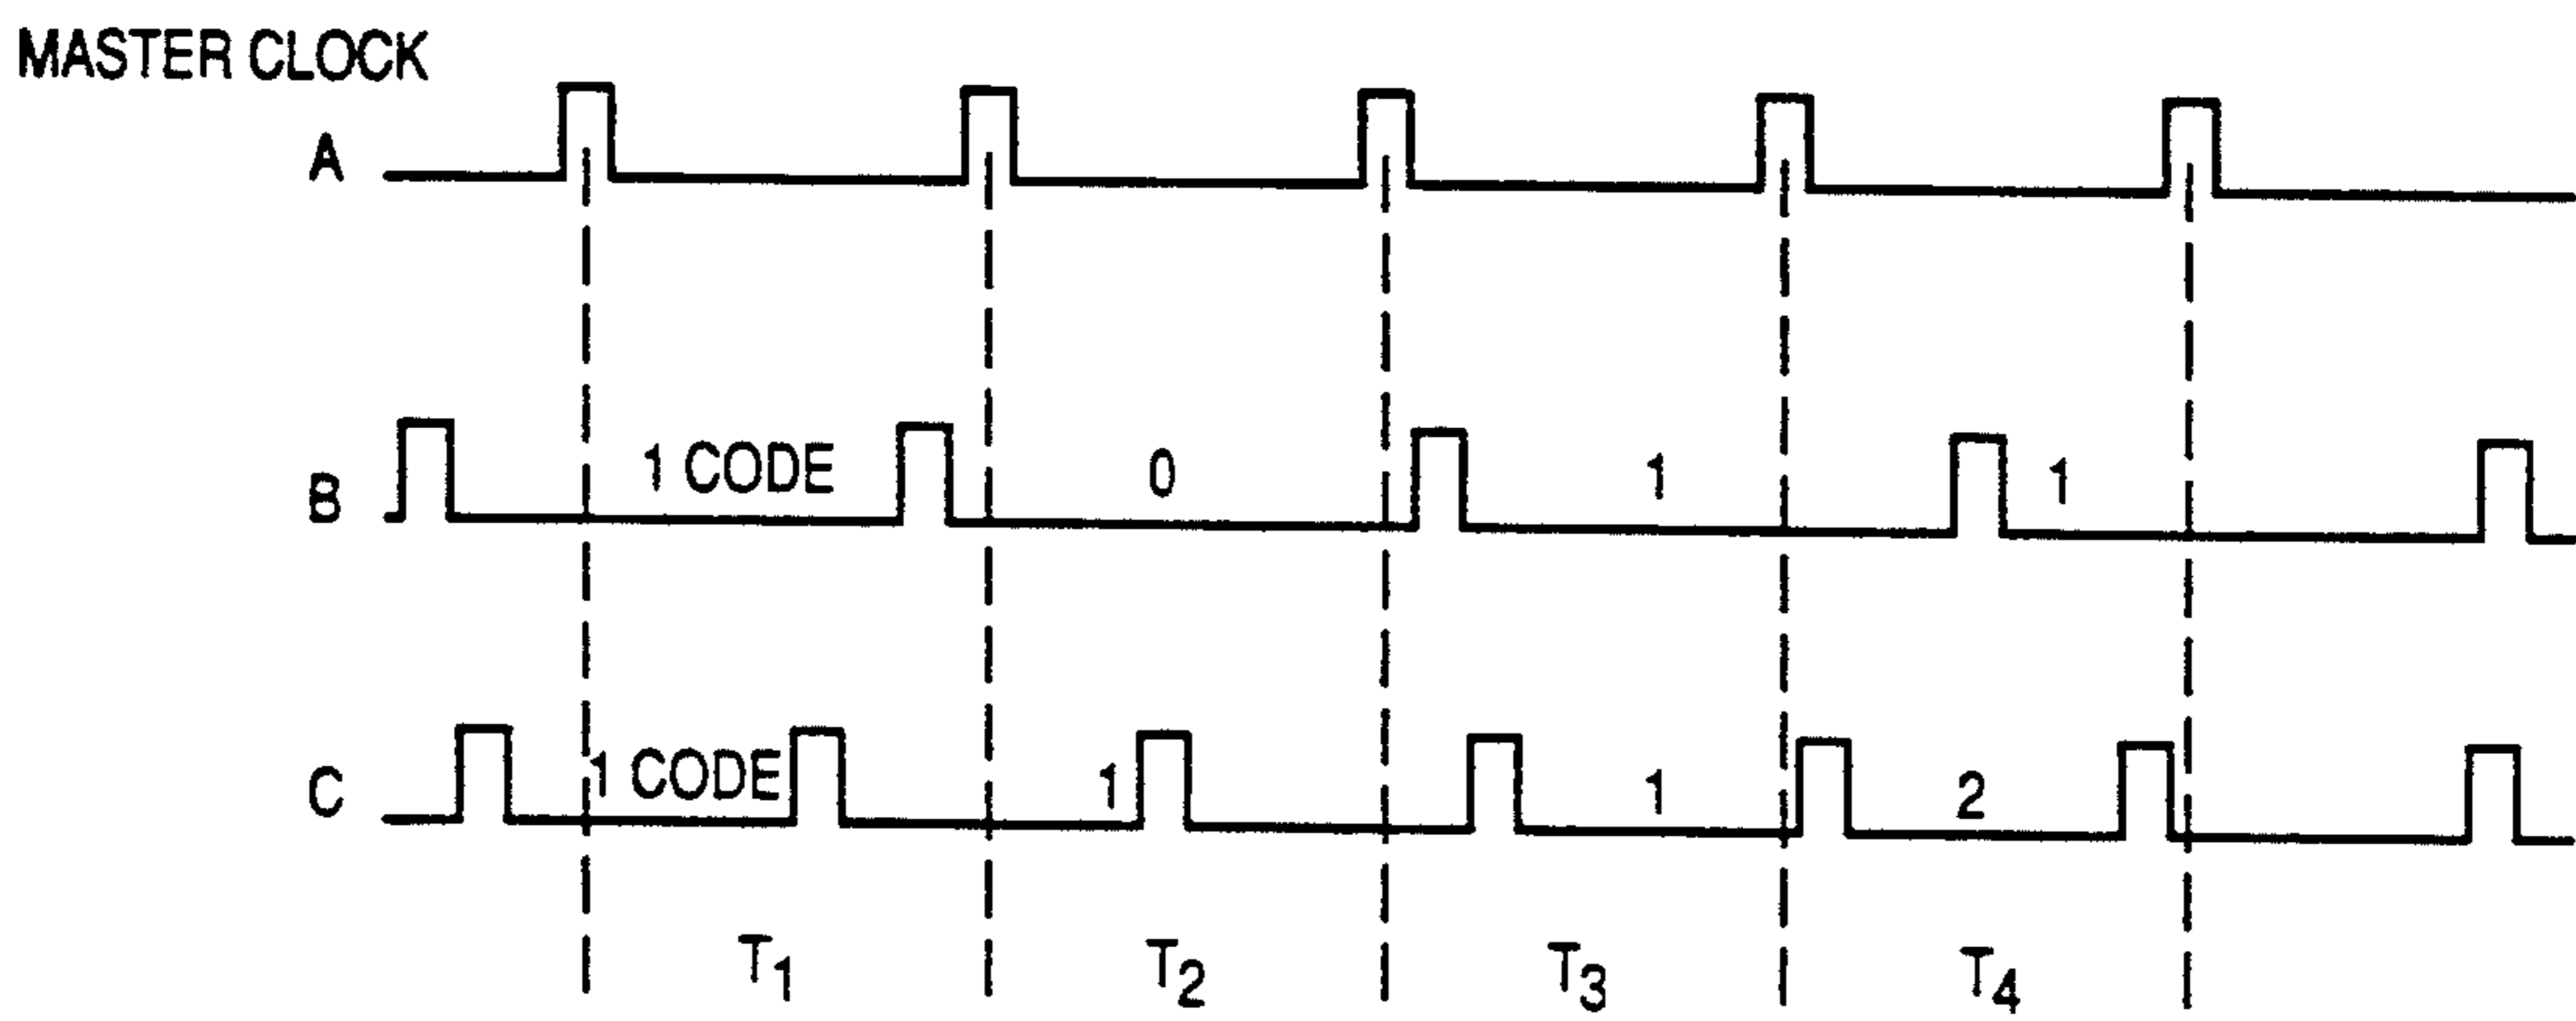 MASTER CLOCK
A
B 1 CODE 0 1 1
C 1 CODE 1 1 2
T1 T2 T3 T4